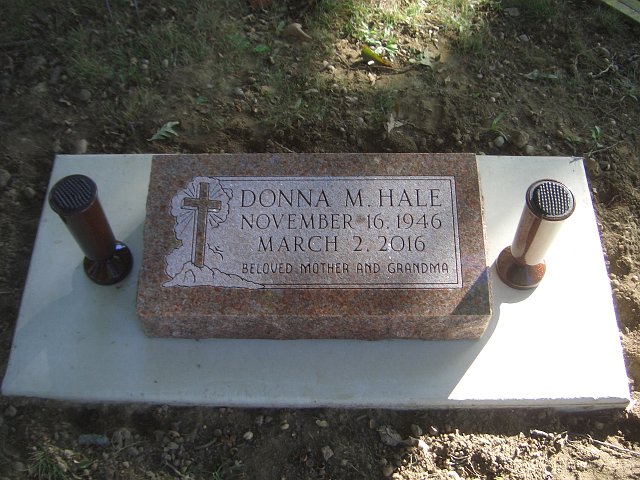 DONNA M. HALE
NOVEMBER 16, 1946
MARCH 2, 2016
BELOVED MOTHER AND GRANDMA